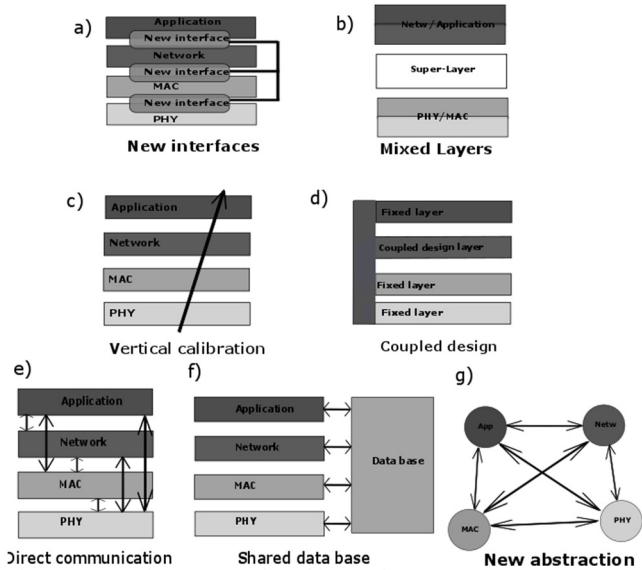 a)
Application
New interface
Network
New interface
MAC
New interface
PHY
New interfaces
b)
Netw/Application
Super-Layer
PHY/MAC
Mixed Layers
c)
Application
Network
MAC
PHY
Vertical calibration
d)
Fixed layer
Coupled design layer
Fixed layer
Fixed layer
Coupled design
e)
Application
Network
MAC
PHY
Direct communication
f)
Application
Network
MAC
PHY
Data base
Shared data base
g)
App
Netw
MAC
PHY
New abstraction